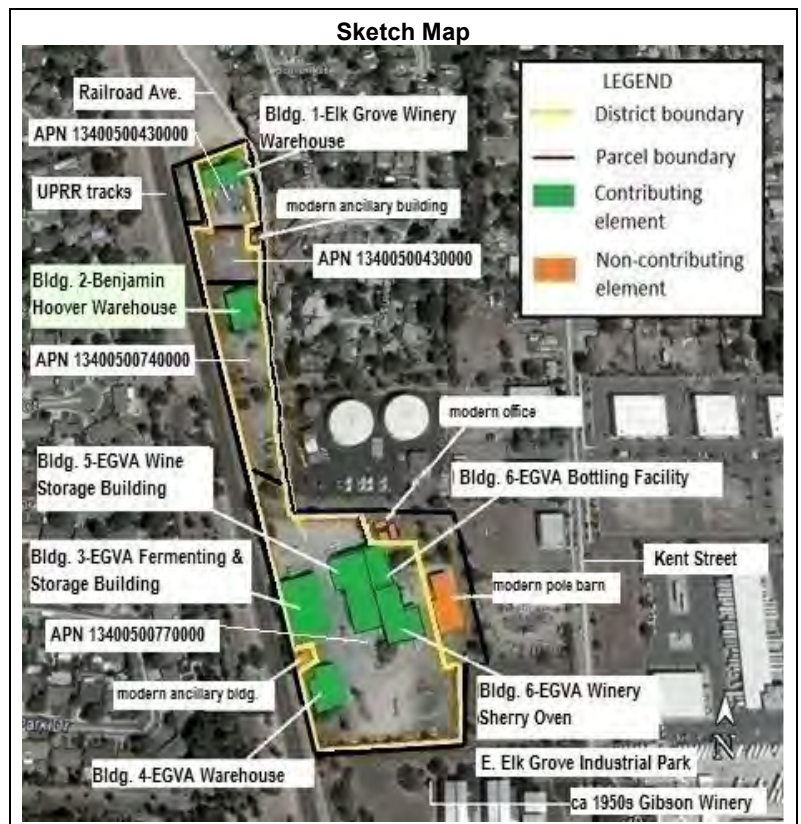 Sketch Map
Railroad Ave.
APN 13400500430000
UPRR tracks
Bldg. 1-Elk Grove Winery
Warehouse
modern ancillary building
APN 13400500430000
Bldg. 2-Benjamin
Hoover Warehouse
APN 13400500740000
LEGEND
District boundary
Parcel boundary
Contributing
element
Non-contributing
element
modern office
Bldg. 5-EGVA Wine
Storage Building
Bldg. 6-EGVA Bottling Facility
Bldg. 3-EGVA Fermenting &
Storage Building
Kent Street
modern pole barn
APN 13400500770000
modern ancillary bldg.
Bldg. 6-EGVA Winery
Sherry Oven
Bldg. 4-EGVA Warehouse
N
E. Elk Grove Industrial Park
ca 1950s Gibson Winery